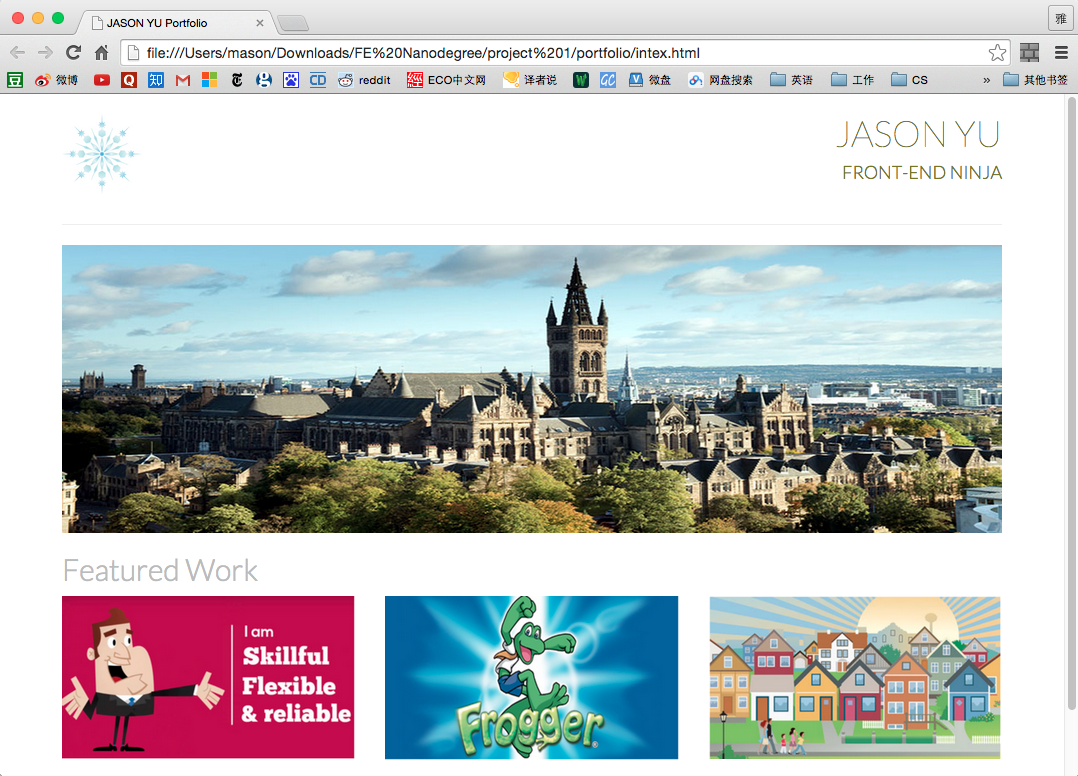 JASON YU Portfolio
雅
file:///Users/mason/Downloads/FE%20Nanodegree/project%201/portfolio/intex.html
豆 微博 Q 知 CD reddit ECO中文网 译者说 W GC V 微盘 网盘搜索 英语 工作 CS » 其他书签
JASON YU
FRONT-END NINJA
Featured Work
I am
Skillful
Flexible
& reliable
Frogger®